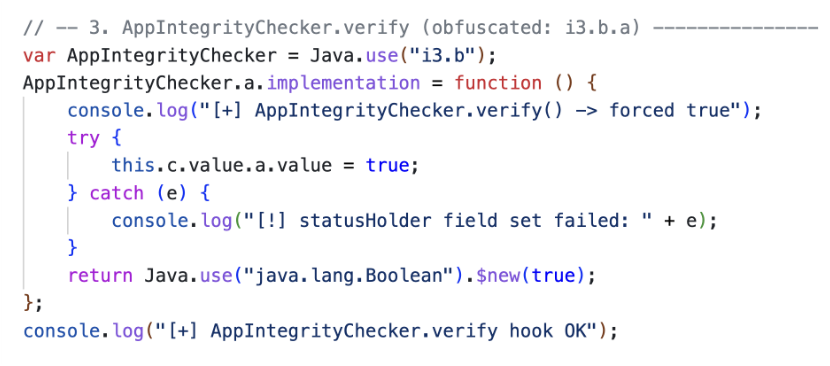 // -- 3. AppIntegrityChecker.verify (obfuscated: i3.b.a) ---------------
var AppIntegrityChecker = Java.use("i3.b");
AppIntegrityChecker.a.implementation = function () {
    console.log("[+] AppIntegrityChecker.verify() -> forced true");
    try {
        this.c.value.a.value = true;
    } catch (e) {
        console.log("[!] statusHolder field set failed: " + e);
    }
    return Java.use("java.lang.Boolean").$new(true);
};
console.log("[+] AppIntegrityChecker.verify hook OK");